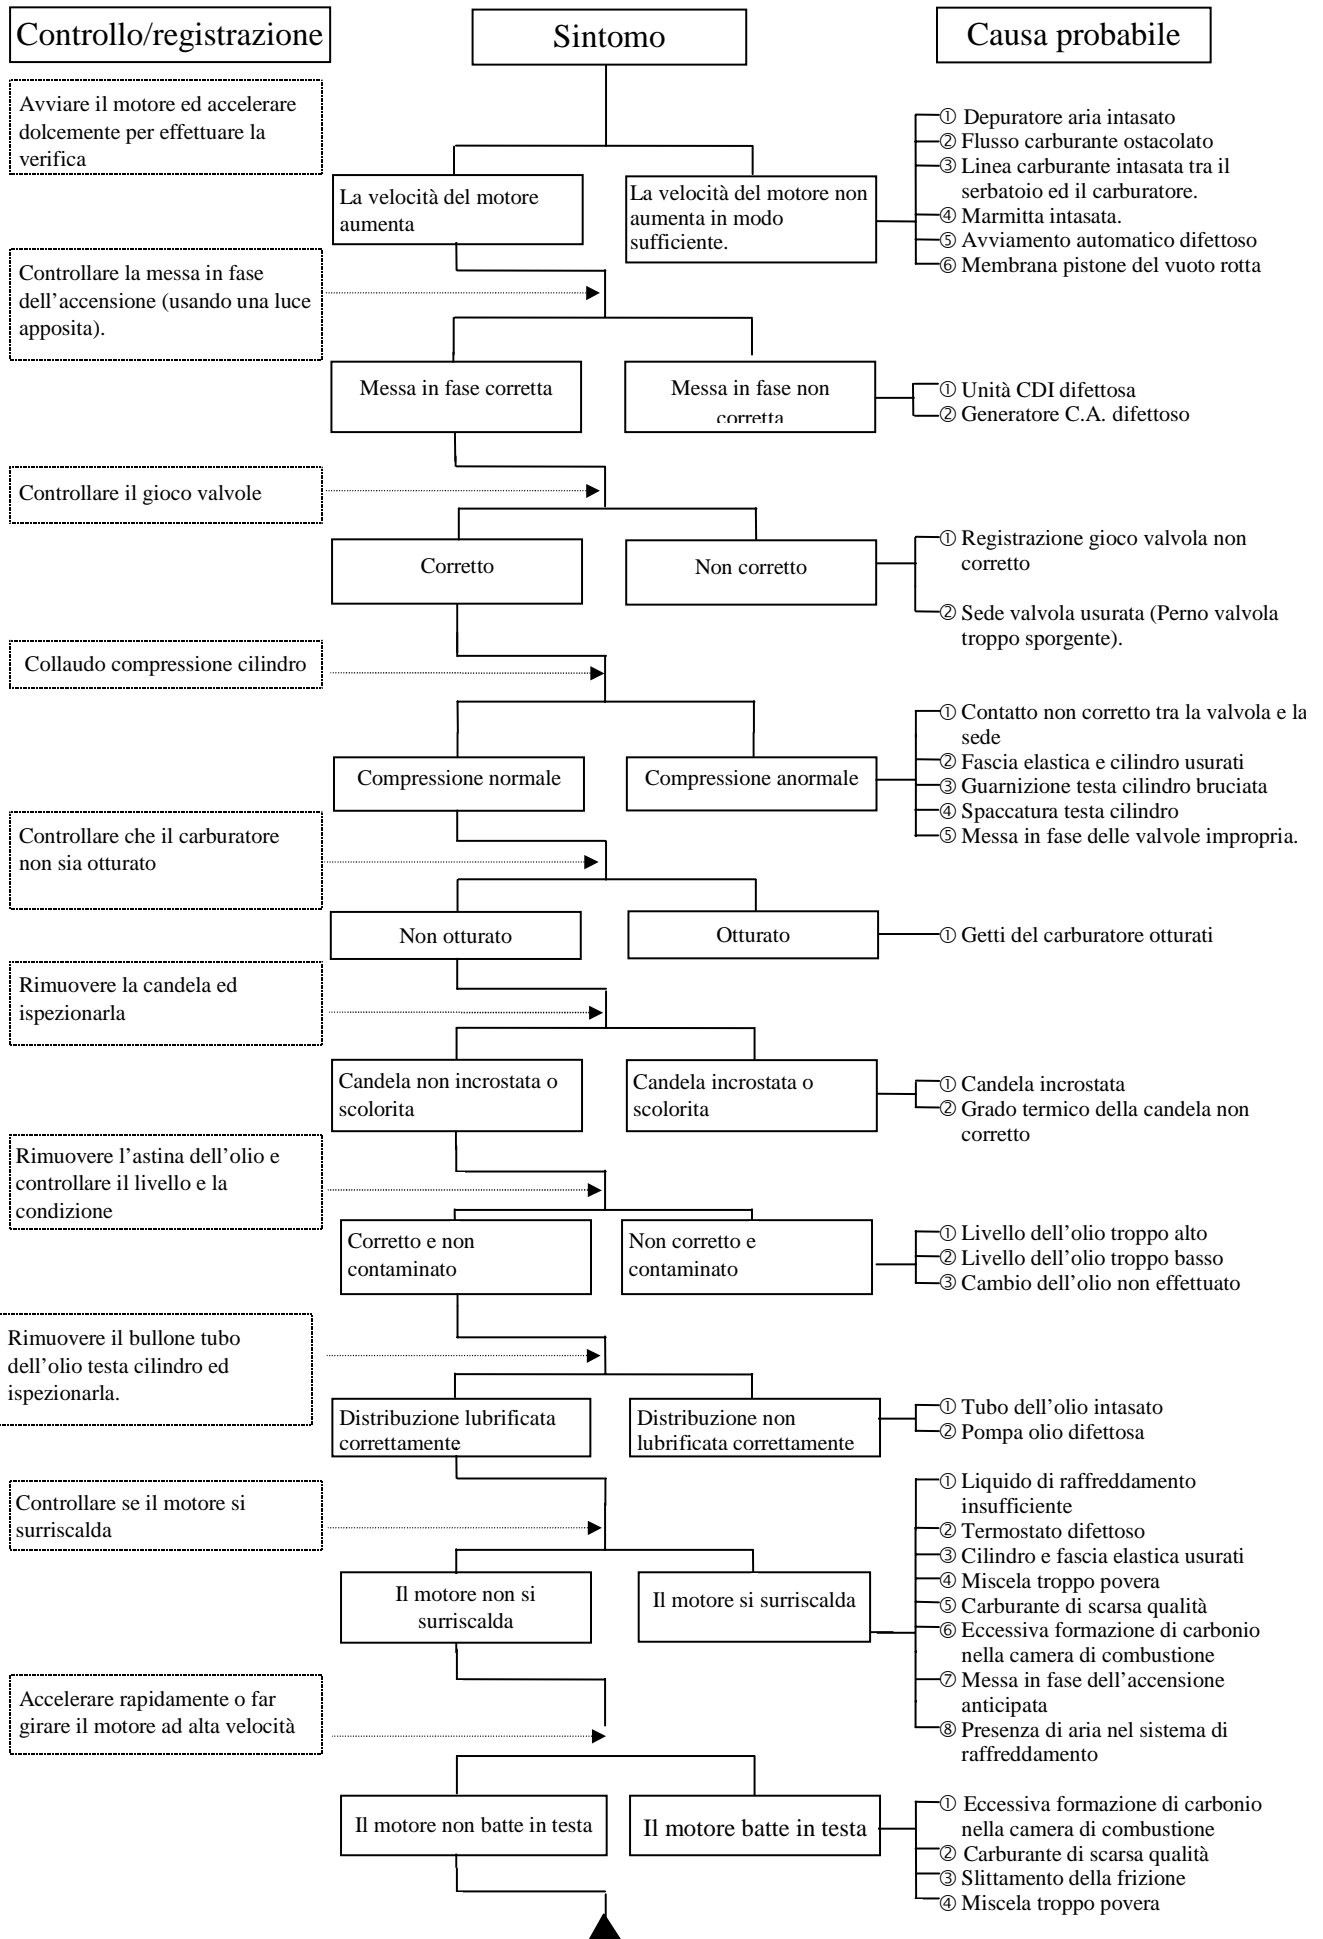 Controllo/registrazione
Sintomo
Causa probabile
Avviare il motore ed accelerare
dolcemente per effettuare la
verifica
La velocità del motore
aumenta
La velocità del motore non
aumenta in modo
sufficiente.
① Depuratore aria intasato
② Flusso carburante ostacolato
③ Linea carburante intasata tra il
serbatoio ed il carburatore.
④ Marmitta intasata.
⑤ Avviamento automatico difettoso
⑥ Membrana pistone del vuoto rotta
Controllare la messa in fase
dell’accensione (usando una luce
apposita).
Messa in fase corretta
Messa in fase non
corretta
① Unità CDI difettosa
② Generatore C.A. difettoso
Controllare il gioco valvole
Corretto
Non corretto
① Registrazione gioco valvola non
corretto
② Sede valvola usurata (Perno valvola
troppo sporgente).
Collaudo compressione cilindro
Compressione normale
Compressione anormale
① Contatto non corretto tra la valvola e la
sede
② Fascia elastica e cilindro usurati
③ Guarnizione testa cilindro bruciata
④ Spaccatura testa cilindro
⑤ Messa in fase delle valvole impropria.
Controllare che il carburatore
non sia otturato
Non otturato
Otturato
① Getti del carburatore otturati
Rimuovere la candela ed
ispezionarla
Candela non incrostata o
scolorita
Candela incrostata o
scolorita
① Candela incrostata
② Grado termico della candela non
corretto
Rimuovere l’astina dell’olio e
controllare il livello e la
condizione
Corretto e non
contaminato
Non corretto e
contaminato
① Livello dell’olio troppo alto
② Livello dell’olio troppo basso
③ Cambio dell’olio non effettuato
Rimuovere il bullone tubo
dell’olio testa cilindro ed
ispezionarla.
Distribuzione lubrificata
correttamente
Distribuzione non
lubrificata correttamente
① Tubo dell’olio intasato
② Pompa olio difettosa
Controllare se il motore si
surriscalda
Il motore non si
surriscalda
Il motore si surriscalda
① Liquido di raffreddamento
insufficiente
② Termostato difettoso
③ Cilindro e fascia elastica usurati
④ Miscela troppo povera
⑤ Carburante di scarsa qualità
⑥ Eccessiva formazione di carbonio
nella camera di combustione
⑦ Messa in fase dell’accensione
anticipata
⑧ Presenza di aria nel sistema di
raffreddamento
Accelerare rapidamente o far
girare il motore ad alta velocità
Il motore non batte in testa
Il motore batte in testa
① Eccessiva formazione di carbonio
nella camera di combustione
② Carburante di scarsa qualità
③ Slittamento della frizione
④ Miscela troppo povera